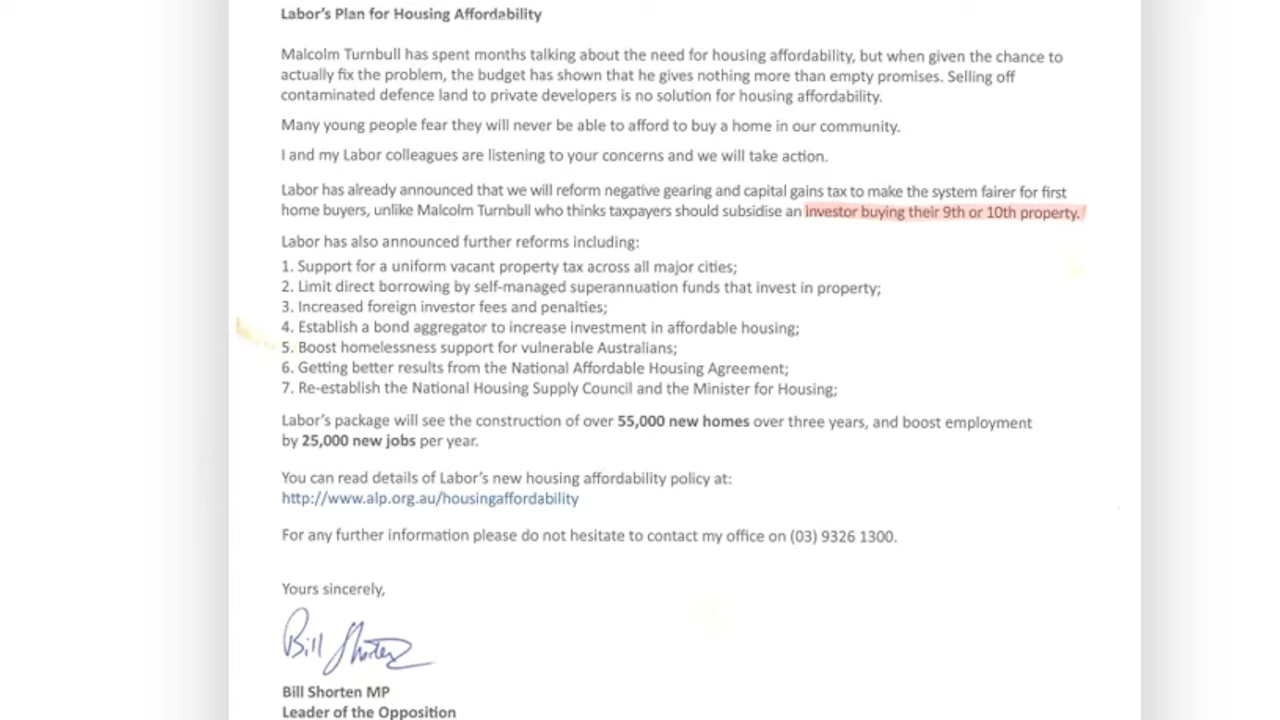 Labor's Plan for Housing Affordability
Malcolm Turnbull has spent months talking about the need for housing affordability, but when given the chance to
actually fix the problem, the budget has shown that he gives nothing more than empty promises. Selling off
contaminated defence land to private developers is no solution for housing affordability.
Many young people fear they will never be able to afford to buy a home in our community.
I and my Labor colleagues are listening to your concerns and we will take action.
Labor has already announced that we will reform negative gearing and capital gains tax to make the system fairer for first
home buyers, unlike Malcolm Turnbull who thinks taxpayers should subsidise an investor buying their 9th or 10th property.
Labor has also announced further reforms including:
1. Support for a uniform vacant property tax across all major cities;
2. Limit direct borrowing by self-managed superannuation funds that invest in property;
3. Increased foreign investor fees and penalties;
4. Establish a bond aggregator to increase investment in affordable housing;
5. Boost homelessness support for vulnerable Australians;
6. Getting better results from the National Affordable Housing Agreement;
7. Re-establish the National Housing Supply Council and the Minister for Housing;
Labor's package will see the construction of over 55,000 new homes over three years, and boost employment
by 25,000 new jobs per year.
You can read details of Labor's new housing affordability policy at:
http://www.alp.org.au/housingaffordability
For any further information please do not hesitate to contact my office on (03) 9326 1300.
Yours sincerely,
Bill Shorten
Bill Shorten MP
Leader of the Opposition